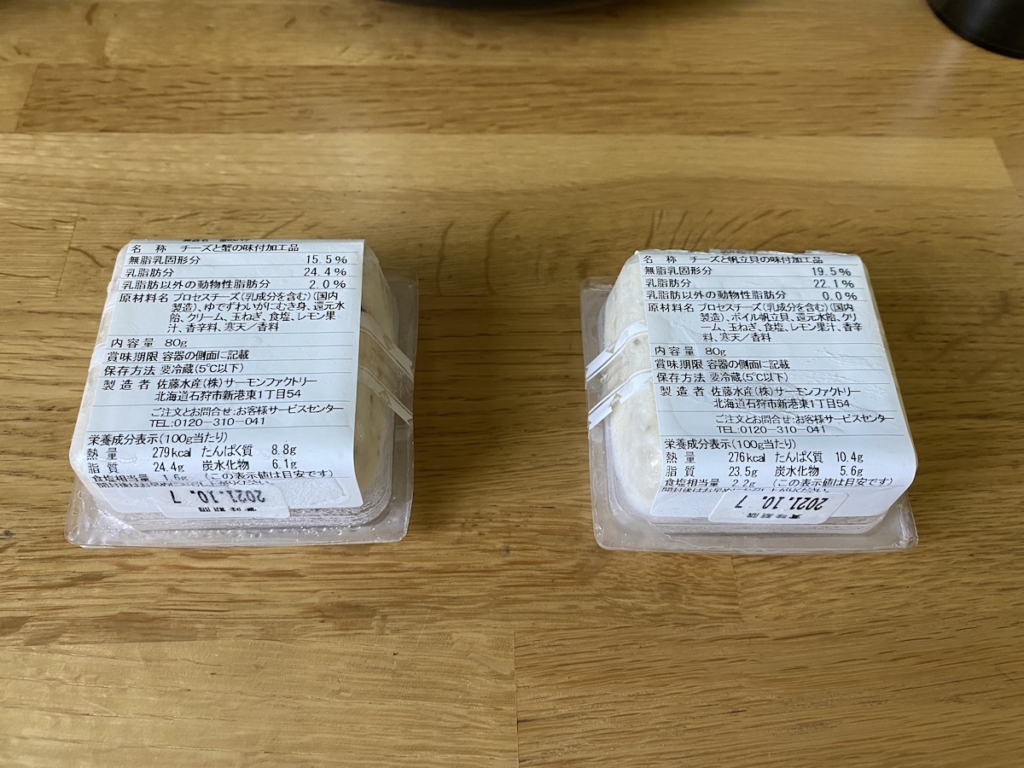 名 称 チーズと蟹の味付加工品
無脂乳固形分 15.5%
乳脂肪分 24.4%
乳脂肪以外の動物性脂肪分 2.0%
原材料名 プロセスチーズ(乳成分を含む)(国内
製造)、ゆでずわいがにむき身、還元水
飴、クリーム、玉ねぎ、食塩、レモン果
汁、香辛料、寒天／香料
内容量 80g
賞味期限 容器の側面に記載
保存方法 要冷蔵(5℃以下)
製造者 佐藤水産(株)サーモンファクトリー
北海道石狩市新港東1丁目54
ご注文とお問合せ:お客様サービスセンター
TEL:0120-310-041
栄養成分表示(100g当たり)
熱量 279kcal たんぱく質 8.8g
脂質 24.4g 炭水化物 6.1g
食塩相当量 (この表示値は目安です)
賞味期限
2021.10.7
名 称 チーズと帆立貝の味付加工品
無脂乳固形分 19.5%
乳脂肪分 22.1%
乳脂肪以外の動物性脂肪分 0.0%
原材料名 プロセスチーズ(乳成分を含む)(国内
製造)、ボイル帆立貝、還元水飴、クリ
ーム、玉ねぎ、食塩、レモン果汁、香辛
料、寒天／香料
内容量 80g
賞味期限 容器の側面に記載
保存方法 要冷蔵(5℃以下)
製造者 佐藤水産(株)サーモンファクトリー
北海道石狩市新港東1丁目54
ご注文とお問合せ:お客様サービスセンター
TEL:0120-310-041
栄養成分表示(100g当たり)
熱量 276kcal たんぱく質 10.4g
脂質 23.5g 炭水化物 5.6g
食塩相当量 2.2g (この表示値は目安です)
賞味期限
2021.10.7